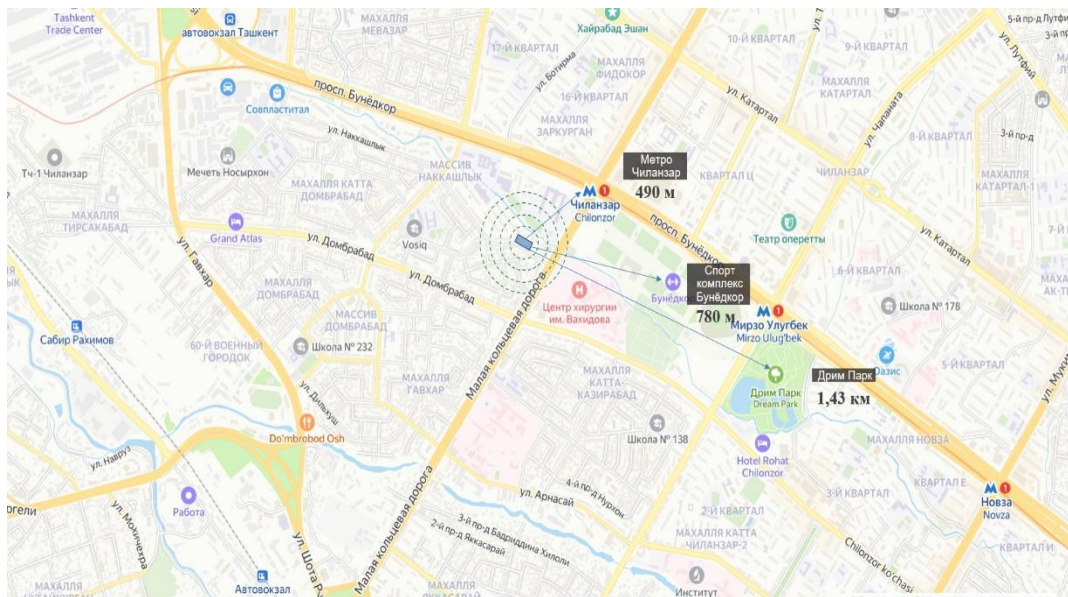 Tashkent
Trade Center
автовокзал Ташкент
МАХАЛЛЯ
МЕВАЗАР
17-Й КВАРТАЛ
Хайрабад Эшан
10-Й КВАРТАЛ
9-Й КВАРТАЛ
5-й пр-д Лутфи
ул. Лутфий
ул. Ботирма
МАХАЛЛЯ
ФИДОКОР
16-Й КВАРТАЛ
МАХАЛЛЯ
ЗАРКУРГАН
ул. Катартал
МАХАЛЛЯ
КАТАРТАЛ
ул. Чапаната
8-Й КВАРТАЛ
3-й пр-д
Совпластитал
просп. Бунёдкор
ул. Наккашлык
МАССИВ
НАККАШЛЫК
Тч-1 Чиланзар
Мечеть Носырхон
МАХАЛЛЯ КАТТА
ДОМБРАБАД
Метро
Чиланзар
490 м
КВАРТАЛ Ц
ЧИЛАНЗАР
МАХАЛЛЯ
КАТАРТАЛ-1
Чиланзар
Chilonzor
МАХАЛЛЯ
ТИРСАКАБАД
Grand Atlas
Vosiq
просп. Бунёдкор
Театр оперетты
ул. Катартал
ул. Домбрабад
ул. Гавхар
МАХАЛЛЯ
ДОМБРАБАД
ул. Домбрабад
Малая кольцевая дорога
Центр хирургии
им. Вахидова
Бунёдкор
Спорт
комплекс
Бунёдкор
780 м
6-Й КВАРТАЛ
Школа № 178
Сабир Рахимов
МАССИВ
ДОМБРАБАД
60-Й ВОЕННЫЙ
ГОРОДОК
Школа № 232
Мирзо Улугбек
Mirzo Ulug'bek
Оазис
5-Й КВАРТАЛ
МАХАЛЛЯ
ГАВХАР
МАХАЛЛЯ
КАТТА-
КАЗИРАБАД
Дрим Парк
1,43 км
Дрим Парк
Dream Park
ул. Дилхуш
Do'mbrobod Osh
Школа № 138
МАХАЛЛЯ НОВЗА
Hotel Rohat
Chilonzor
ул. Навруз
Работа
ул. Арнасай
4-й пр-д Нурхон
3-Й КВАРТАЛ
КВАРТАЛ Е
Новза
Novza
ул. Мохичехра
Малая кольцевая дорога
3-й пр-д Бадриддина Хилоли
2-й пр-д Яккасарай
2-Й КВАРТАЛ
МАХАЛЛЯ КАТТА
ЧИЛАНЗАР-2
Chilonzor ko'chasi
КВАРТАЛ И
Автовокзал
Институт